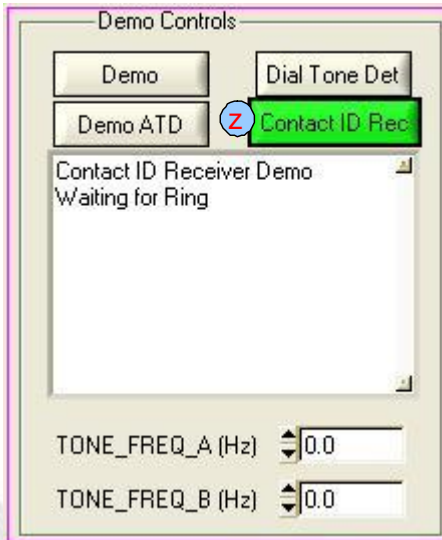 Demo Controls
Demo
Dial Tone Det
Demo ATD
Z
Contact ID Rec
Contact ID Receiver Demo
Waiting for Ring
TONE_FREQ_A (Hz)
0.0
TONE_FREQ_B (Hz)
0.0